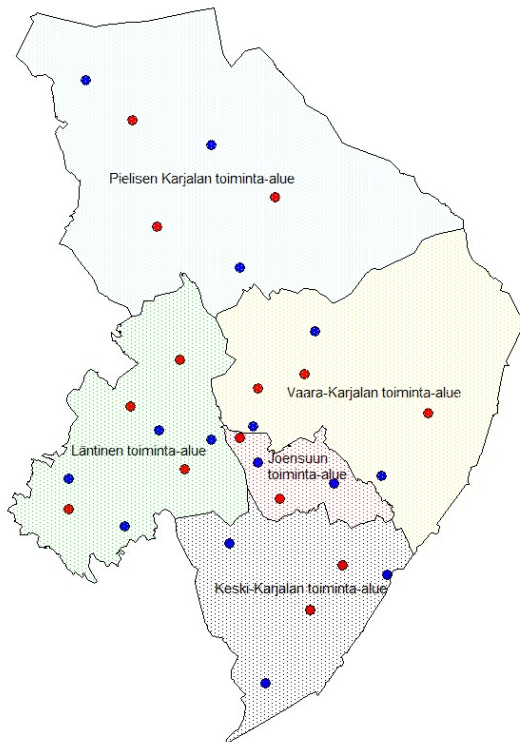 Pielisen Karjalan toiminta-alue
Vaara-Karjalan toiminta-alue
Läntinen toiminta-alue
Joensuun
toiminta-alue
Keski-Karjalan toiminta-alue